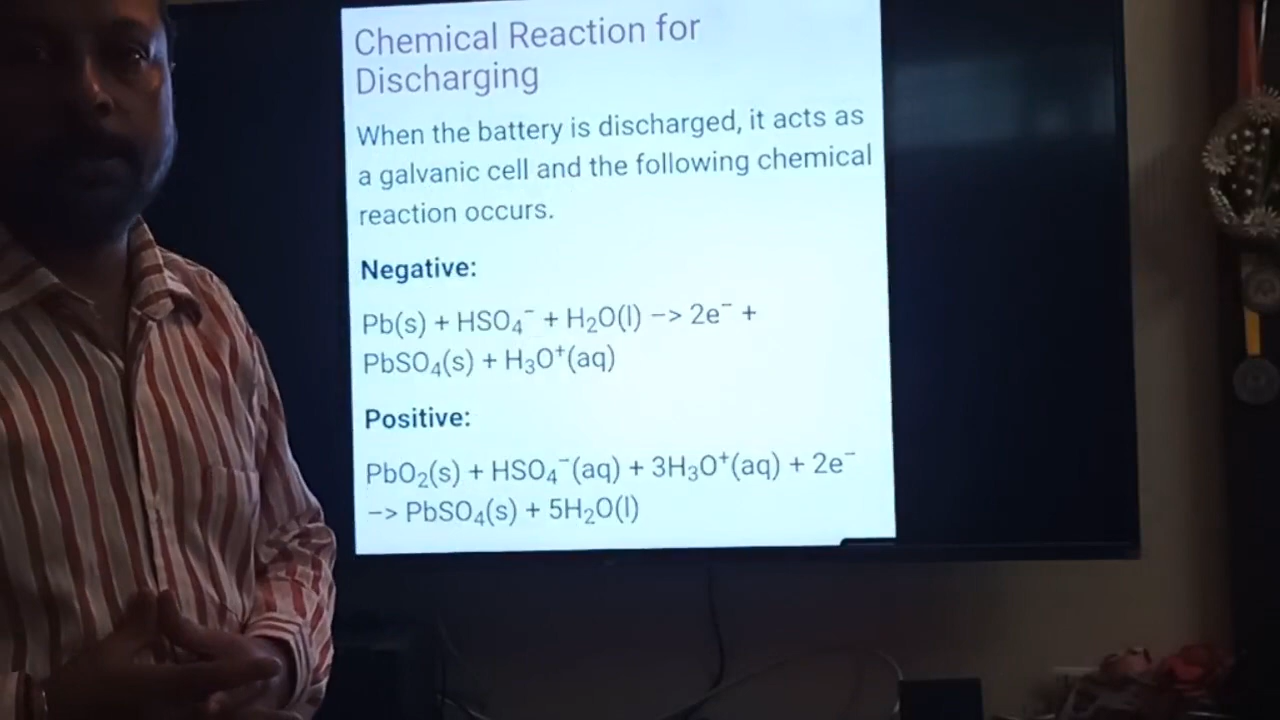 Chemical Reaction for
Discharging
When the battery is discharged, it acts as
a galvanic cell and the following chemical
reaction occurs.
Negative:
Pb(s) + HSO₄⁻ + H₂O(l) −> 2e⁻ +
PbSO₄(s) + H₃O⁺(aq)
Positive:
PbO₂(s) + HSO₄⁻(aq) + 3H₃O⁺(aq) + 2e⁻
−> PbSO₄(s) + 5H₂O(l)